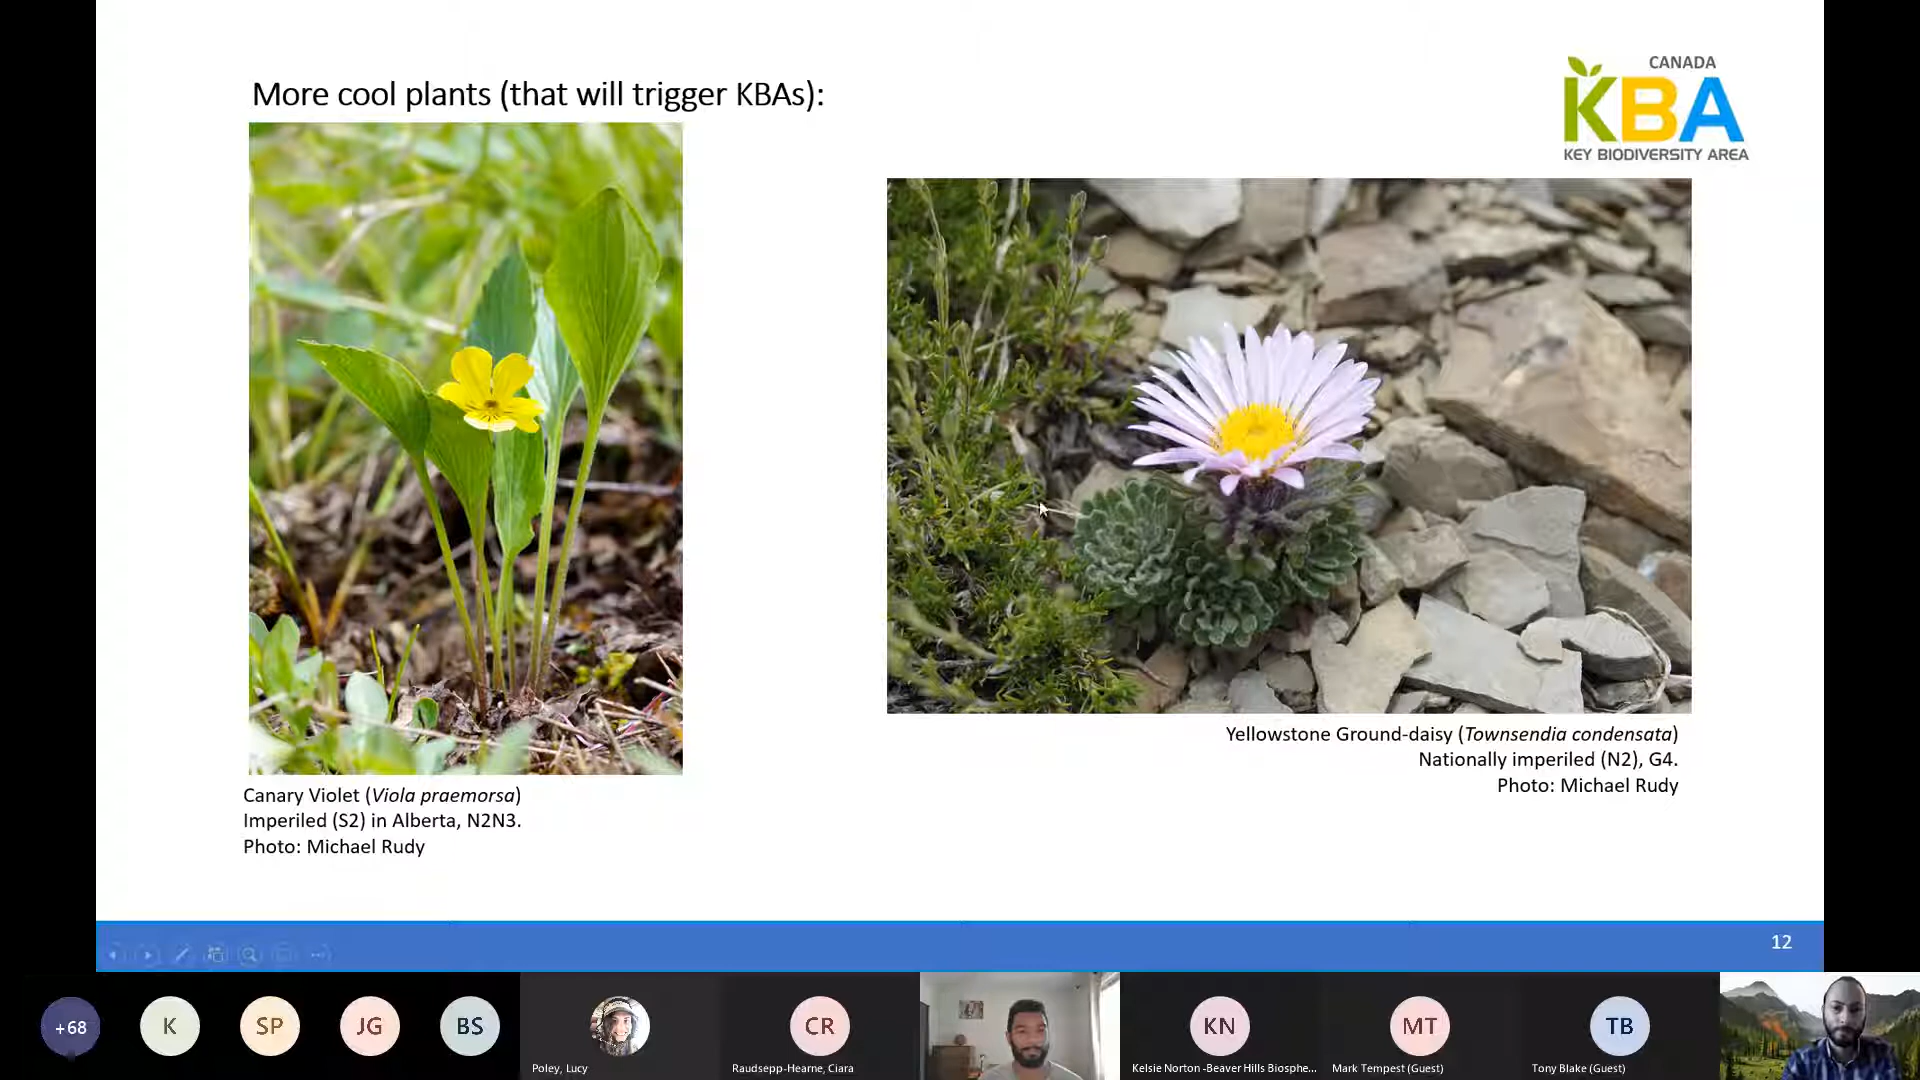 More cool plants (that will trigger KBAs):
CANADA
KBA
KEY BIODIVERSITY AREA
Yellowstone Ground-daisy (Townsendia condensata)
Nationally imperiled (N2), G4.
Photo: Michael Rudy
Canary Violet (Viola praemorsa)
Imperiled (S2) in Alberta, N2N3.
Photo: Michael Rudy
12
+68
K
SP
JG
BS
CR
KN
MT
TB
Poley, Lucy
Raudsepp-Hearne, Ciara
Kelsie Norton -Beaver Hills Biosphe...
Mark Tempest (Guest)
Tony Blake (Guest)